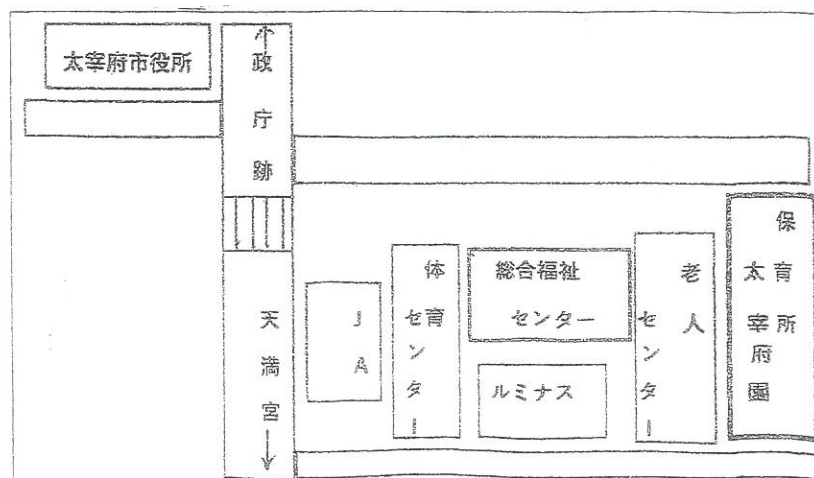 太宰府市役所
↑
政庁跡
天満宮
↓
JA
体育
センター
総合福祉
センター
ルミナス
老人
センター
保育所
太宰府園